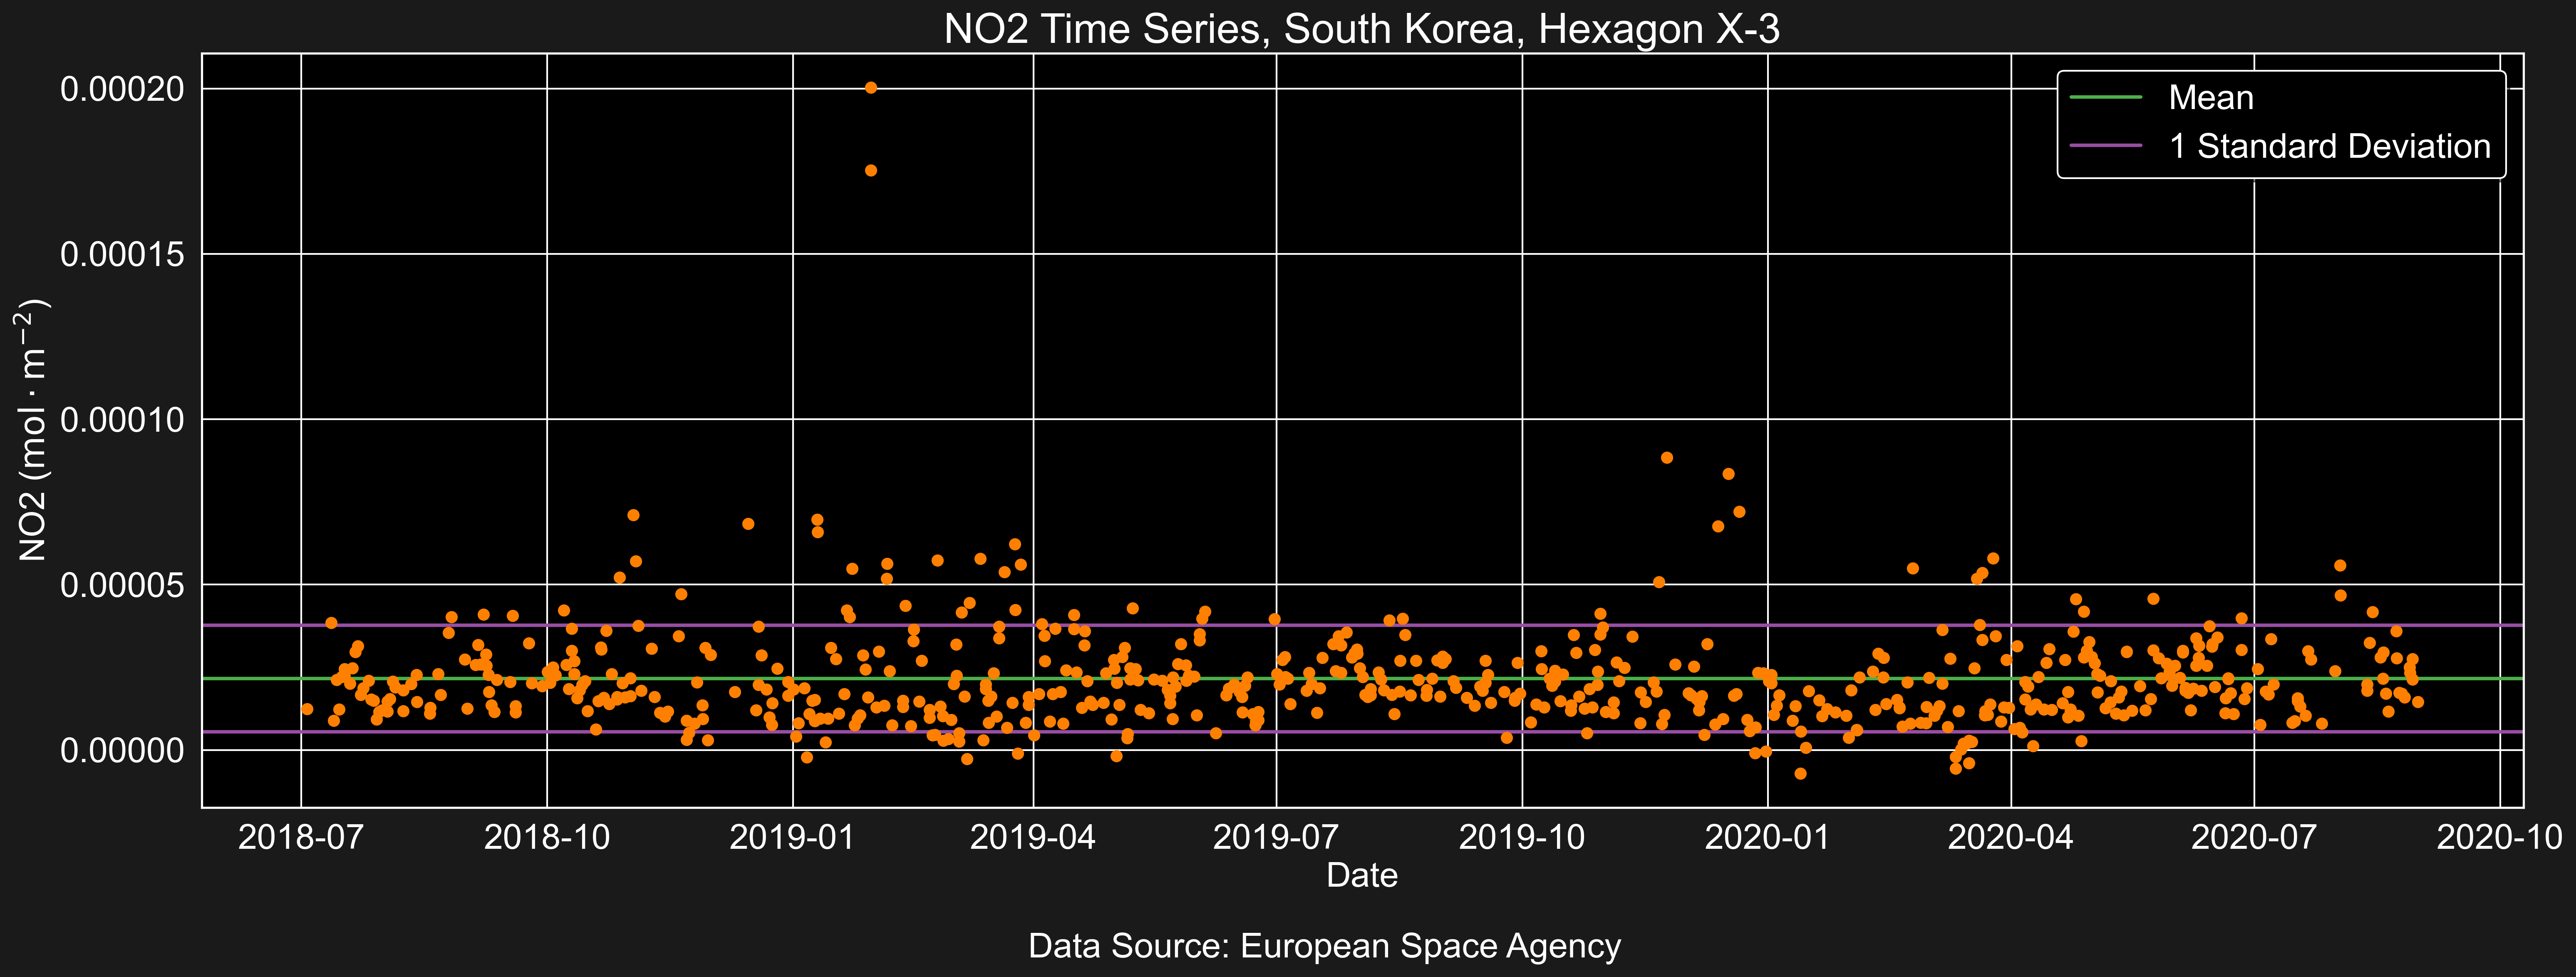 NO2 Time Series, South Korea, Hexagon X-3
0.00020
0.00015
0.00010
0.00005
0.00000
NO2 (mol · m⁻²)
Mean
1 Standard Deviation
2018-07 2018-10 2019-01 2019-04 2019-07 2019-10 2020-01 2020-04 2020-07 2020-10
Date
Data Source: European Space Agency